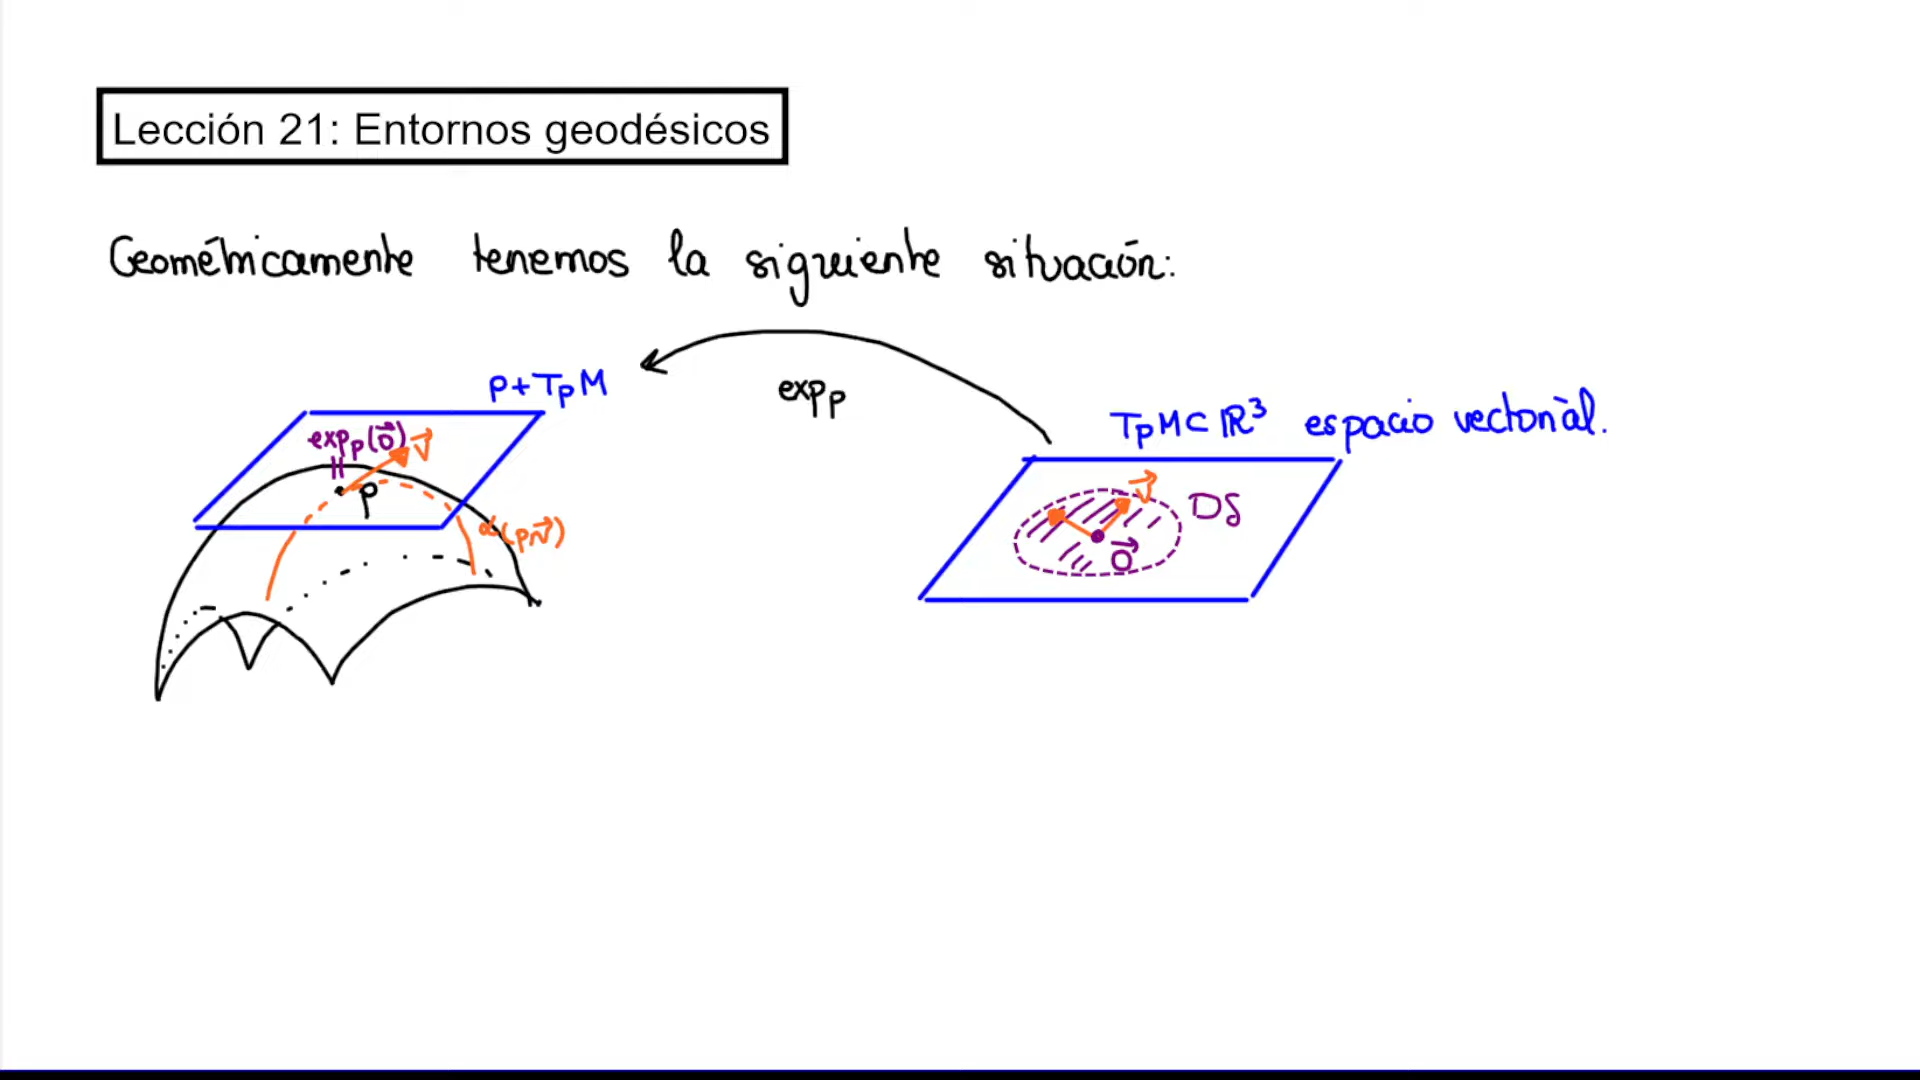 Lección 21: Entornos geodésicos
Geométricamente tenemos la siguiente situación:
p+TpM
expp
TpM⊂ℝ³ espacio vectorial.
expp(0⃗) v⃗
p
α(p,v⃗)
v⃗ Dδ
0⃗